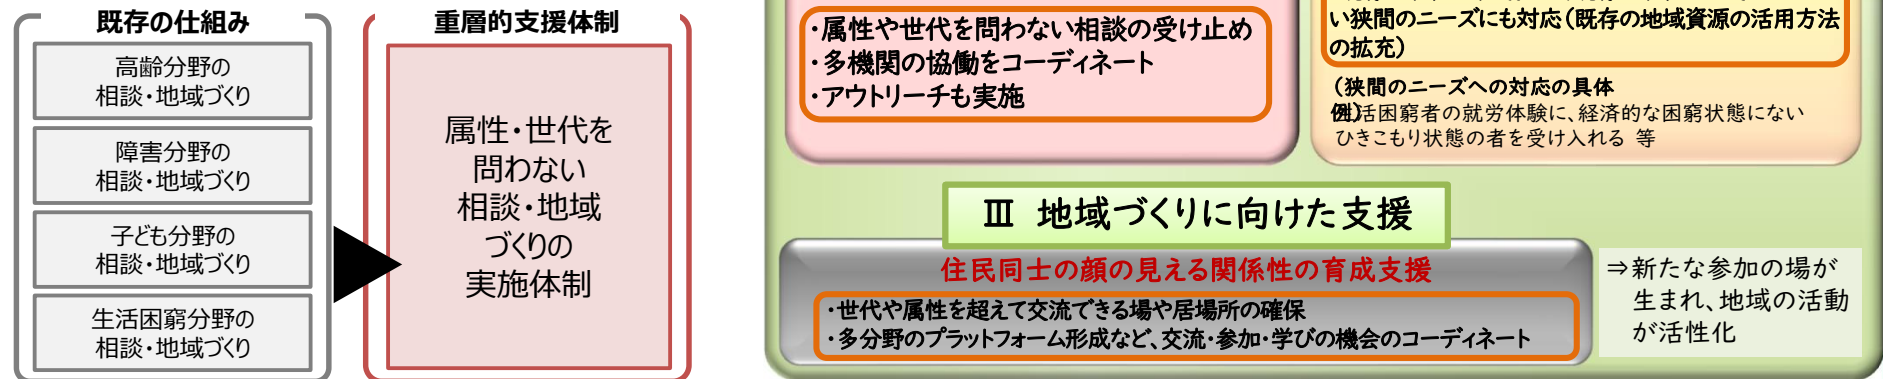 既存の仕組み
高齢分野の
相談・地域づくり
障害分野の
相談・地域づくり
子ども分野の
相談・地域づくり
生活困窮分野の
相談・地域づくり
重層的支援体制
属性・世代を
問わない
相談・地域
づくりの
実施体制
・属性や世代を問わない相談の受け止め
・多機関の協働をコーディネート
・アウトリーチも実施
い狭間のニーズにも対応(既存の地域資源の活用方法
の拡充)
(狭間のニーズへの対応の具体
例)活困窮者の就労体験に、経済的な困窮状態にない
ひきこもり状態の者を受け入れる 等
Ⅲ 地域づくりに向けた支援
住民同士の顔の見える関係性の育成支援
・世代や属性を超えて交流できる場や居場所の確保
・多分野のプラットフォーム形成など、交流・参加・学びの機会のコーディネート
⇒新たな参加の場が
生まれ、地域の活動
が活性化